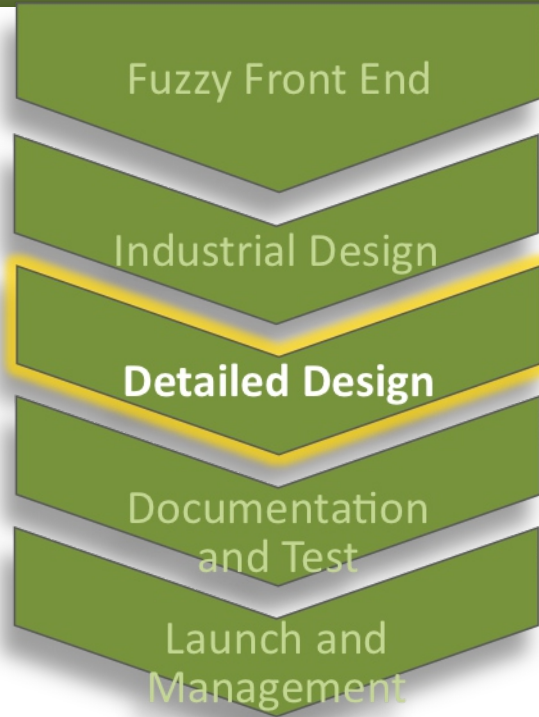 Fuzzy Front End
Industrial Design
Detailed Design
Documentation
and Test
Launch and
Management